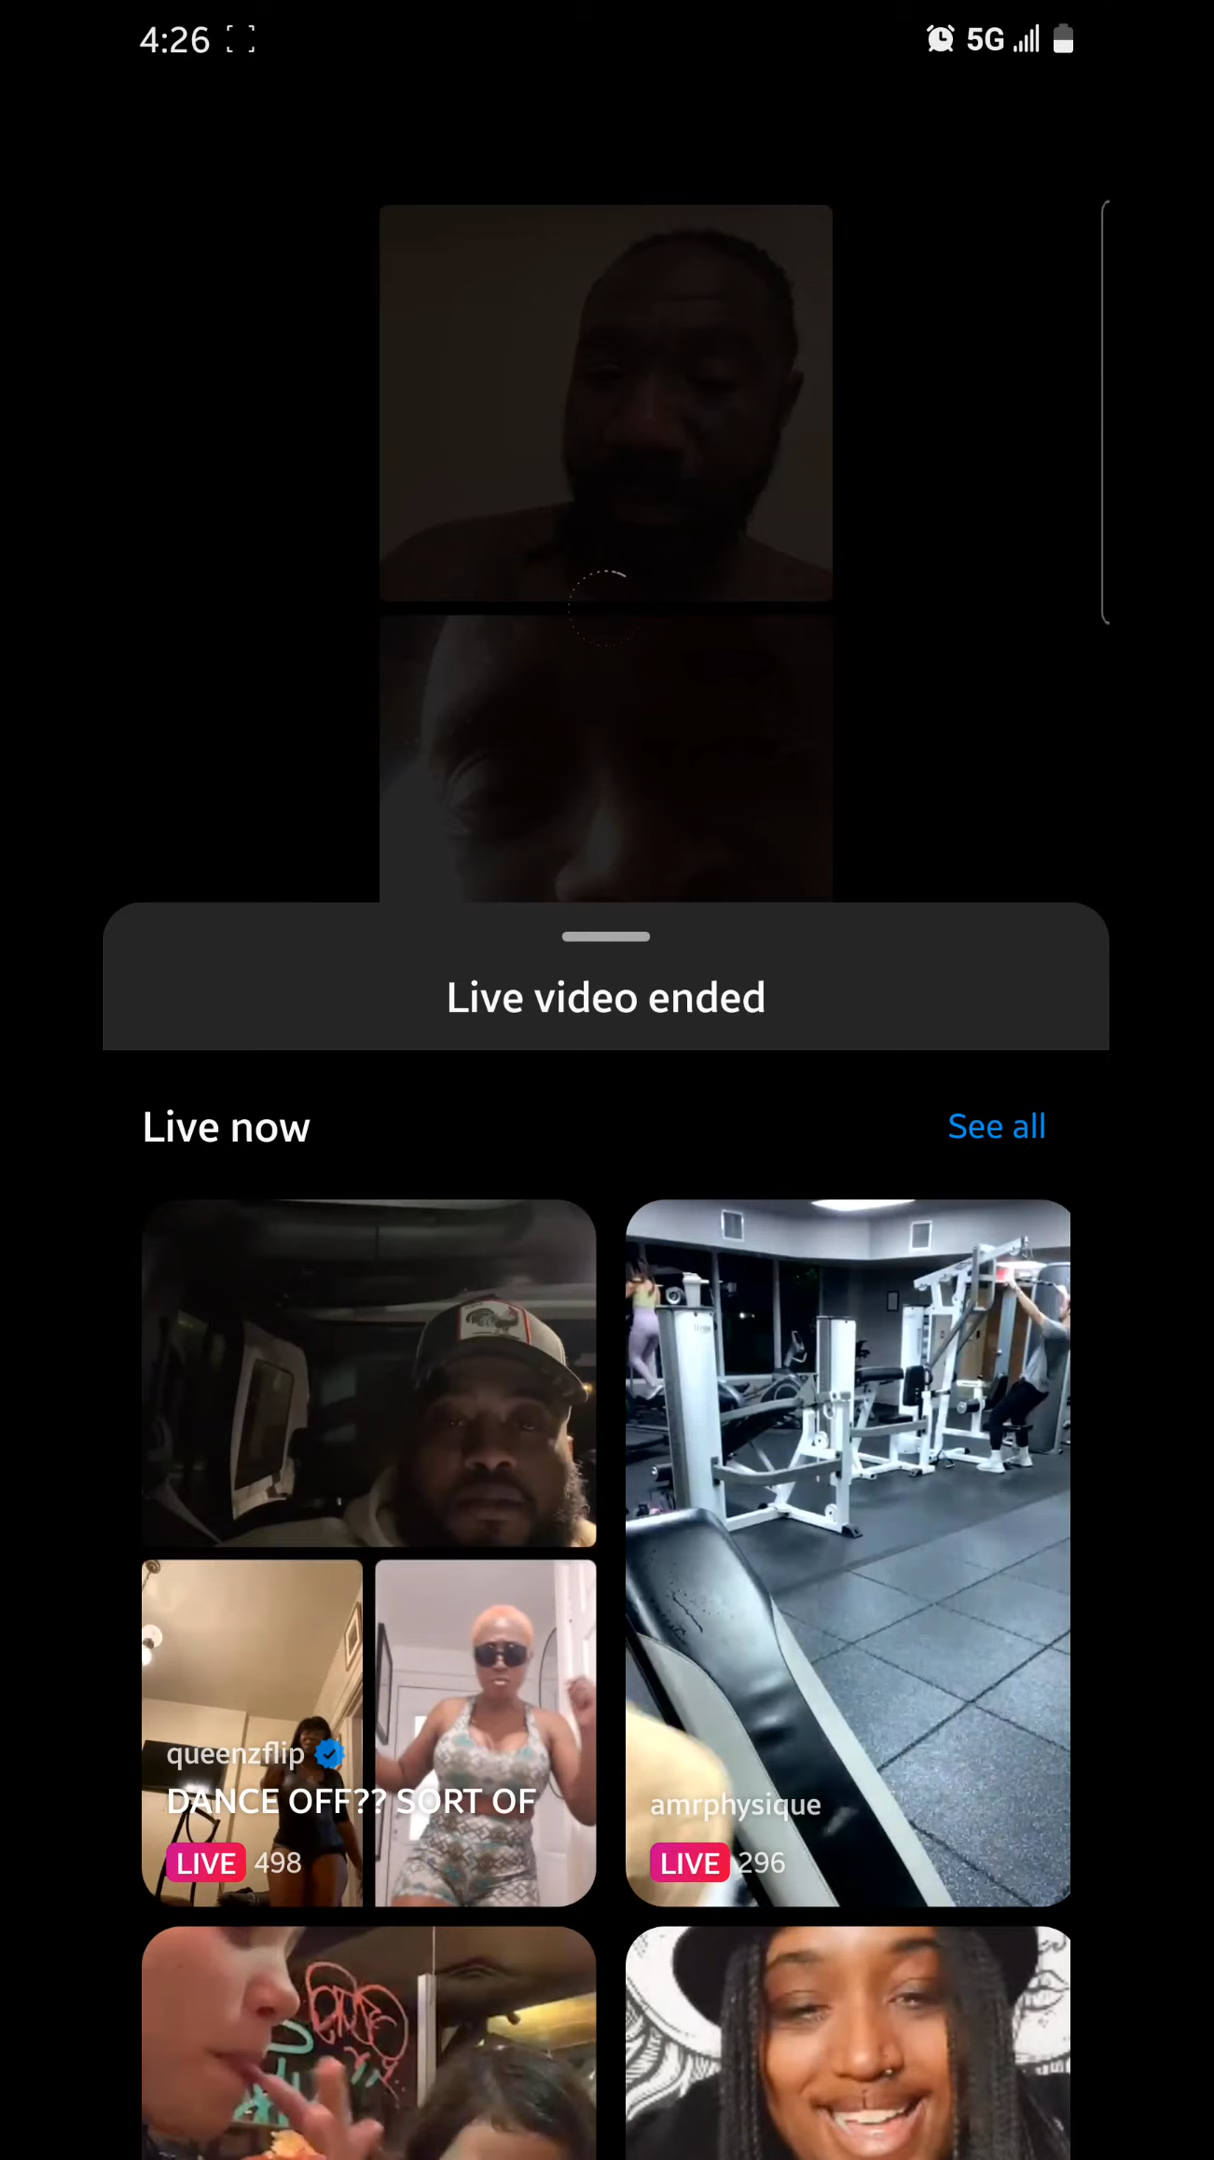 4:26
5G
Live video ended
Live now
See all
queenzflip
DANCE OFF?? SORT OF
LIVE 498
amrphysique
LIVE 296